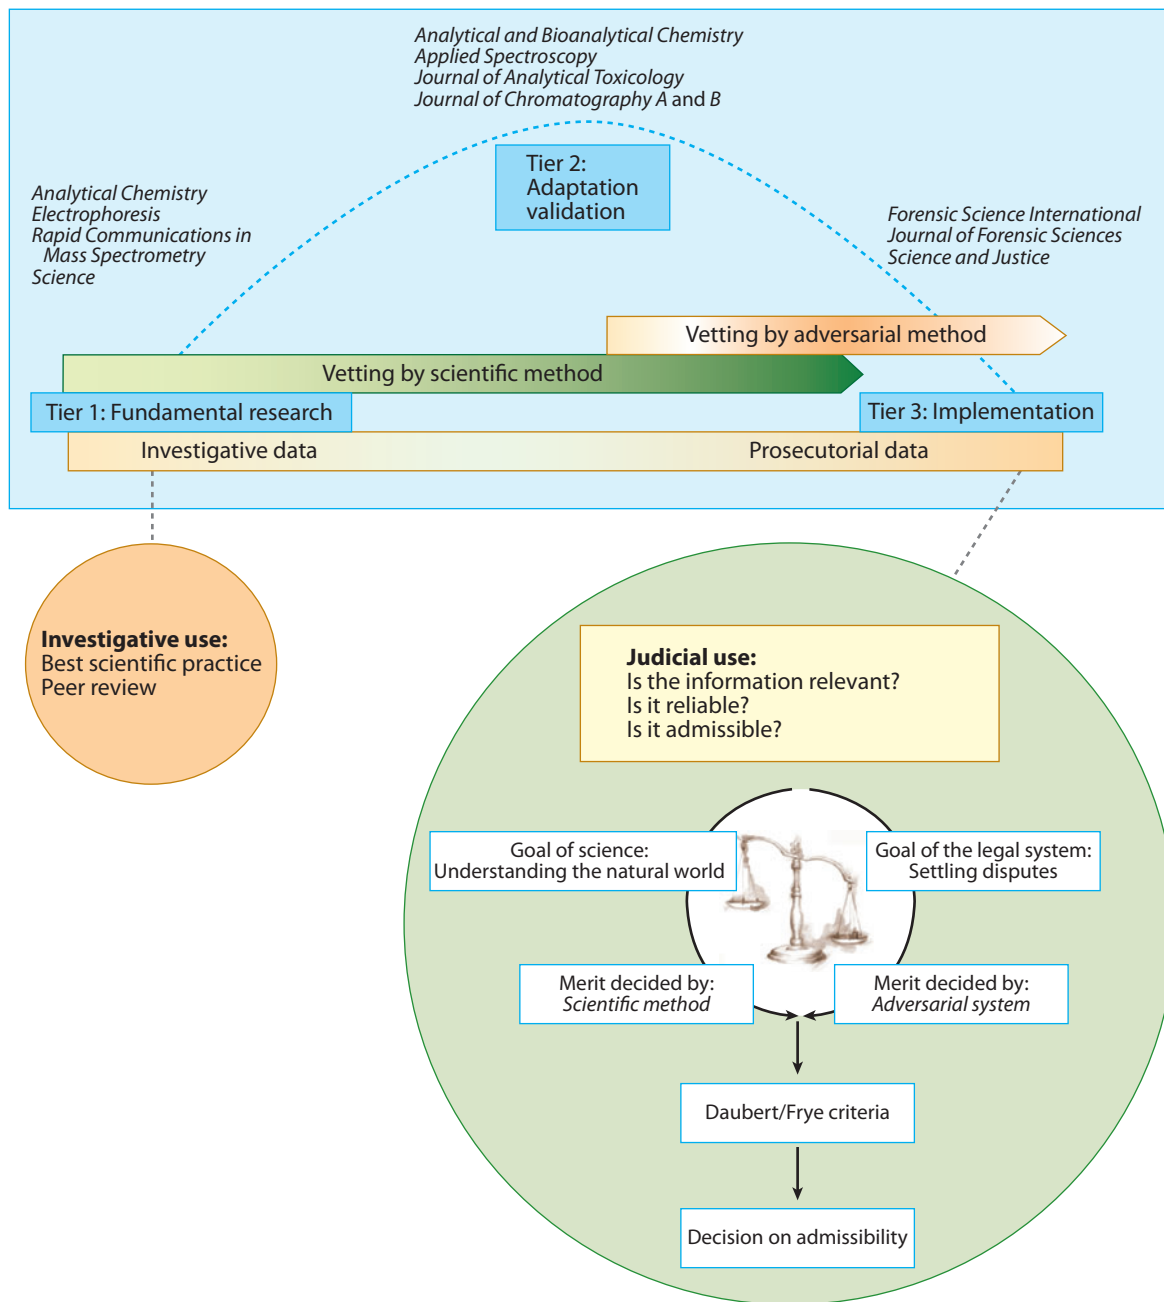 Analytical and Bioanalytical Chemistry
Applied Spectroscopy
Journal of Analytical Toxicology
Journal of Chromatography A and B
Tier 2:
Adaptation
validation
Analytical Chemistry
Electrophoresis
Rapid Communications in
Mass Spectrometry
Science
Forensic Science International
Journal of Forensic Sciences
Science and Justice
Vetting by adversarial method
Vetting by scientific method
Tier 1: Fundamental research
Tier 3: Implementation
Investigative data
Prosecutorial data
Investigative use:
Best scientific practice
Peer review
Judicial use:
Is the information relevant?
Is it reliable?
Is it admissible?
Goal of science:
Understanding the natural world
Goal of the legal system:
Settling disputes
Merit decided by:
Scientific method
Merit decided by:
Adversarial system
Daubert/Frye criteria
Decision on admissibility